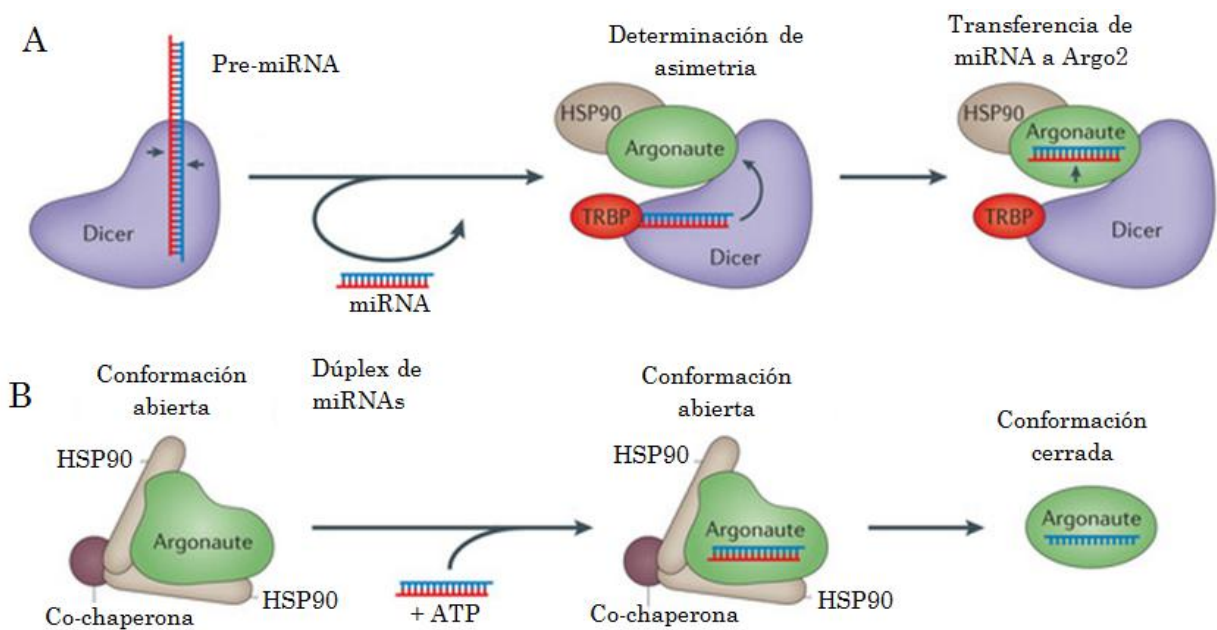 A
Pre-miRNA
Dicer
miRNA
Determinación de
asimetria
HSP90
Argonaute
TRBP
Dicer
Transferencia de
miRNA a Argo2
HSP90
Argonaute
TRBP
Dicer
B
Conformación
abierta
HSP90
Argonaute
HSP90
Co-chaperona
Dúplex de
miRNAs
+ ATP
Conformación
abierta
HSP90
Argonaute
HSP90
Co-chaperona
Conformación
cerrada
Argonaute